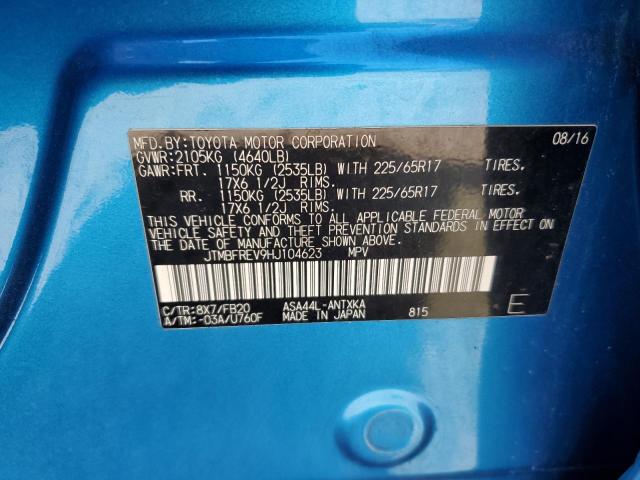 MFD.BY:TOYOTA MOTOR CORPORATION 08/16
GVWR:2105KG (4640LB)
GAWR:FRT. 1150KG (2535LB) WITH 225/65R17 TIRES.
17X6 1/2J RIMS.
RR. 1150KG (2535LB) WITH 225/65R17 TIRES.
17X6 1/2J RIMS.
THIS VEHICLE CONFORMS TO ALL APPLICABLE FEDERAL MOTOR
VEHICLE SAFETY AND THEFT PREVENTION STANDARDS IN EFFECT ON
THE DATE OF MANUFACTURE SHOWN ABOVE.
JTMBFREV9HJ104623 MPV
C/TR:8X7/FB20 ASA44L-ANTXKA
A/TM:-03A/U760F MADE IN JAPAN 815 E